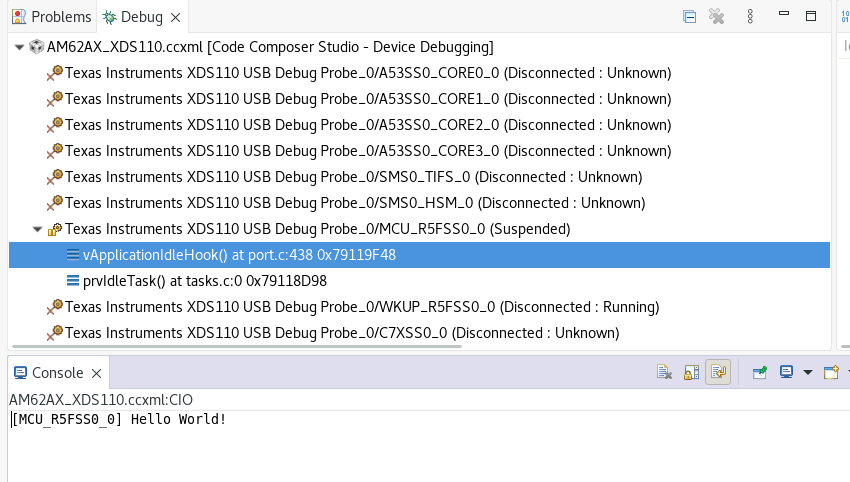 Problems Debug
AM62AX_XDS110.ccxml [Code Composer Studio - Device Debugging]
Texas Instruments XDS110 USB Debug Probe_0/A53SS0_CORE0_0 (Disconnected : Unknown)
Texas Instruments XDS110 USB Debug Probe_0/A53SS0_CORE1_0 (Disconnected : Unknown)
Texas Instruments XDS110 USB Debug Probe_0/A53SS0_CORE2_0 (Disconnected : Unknown)
Texas Instruments XDS110 USB Debug Probe_0/A53SS0_CORE3_0 (Disconnected : Unknown)
Texas Instruments XDS110 USB Debug Probe_0/SMS0_TIFS_0 (Disconnected : Unknown)
Texas Instruments XDS110 USB Debug Probe_0/SMS0_HSM_0 (Disconnected : Unknown)
Texas Instruments XDS110 USB Debug Probe_0/MCU_R5FSS0_0 (Suspended)
vApplicationIdleHook() at port.c:438 0x79119F48
prvIdleTask() at tasks.c:0 0x79118D98
Texas Instruments XDS110 USB Debug Probe_0/WKUP_R5FSS0_0 (Disconnected : Running)
Texas Instruments XDS110 USB Debug Probe_0/C7XSS0_0 (Disconnected : Unknown)
Console
AM62AX_XDS110.ccxml:CIO
[MCU_R5FSS0_0] Hello World!